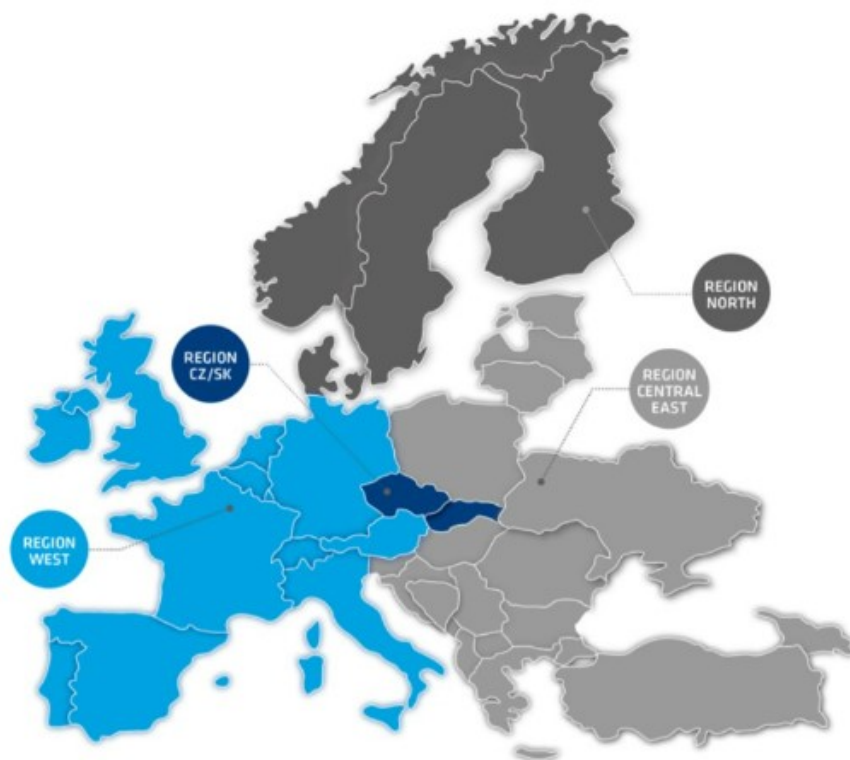 REGION
NORTH
REGION
CZ/SK
REGION
CENTRAL
EAST
REGION
WEST